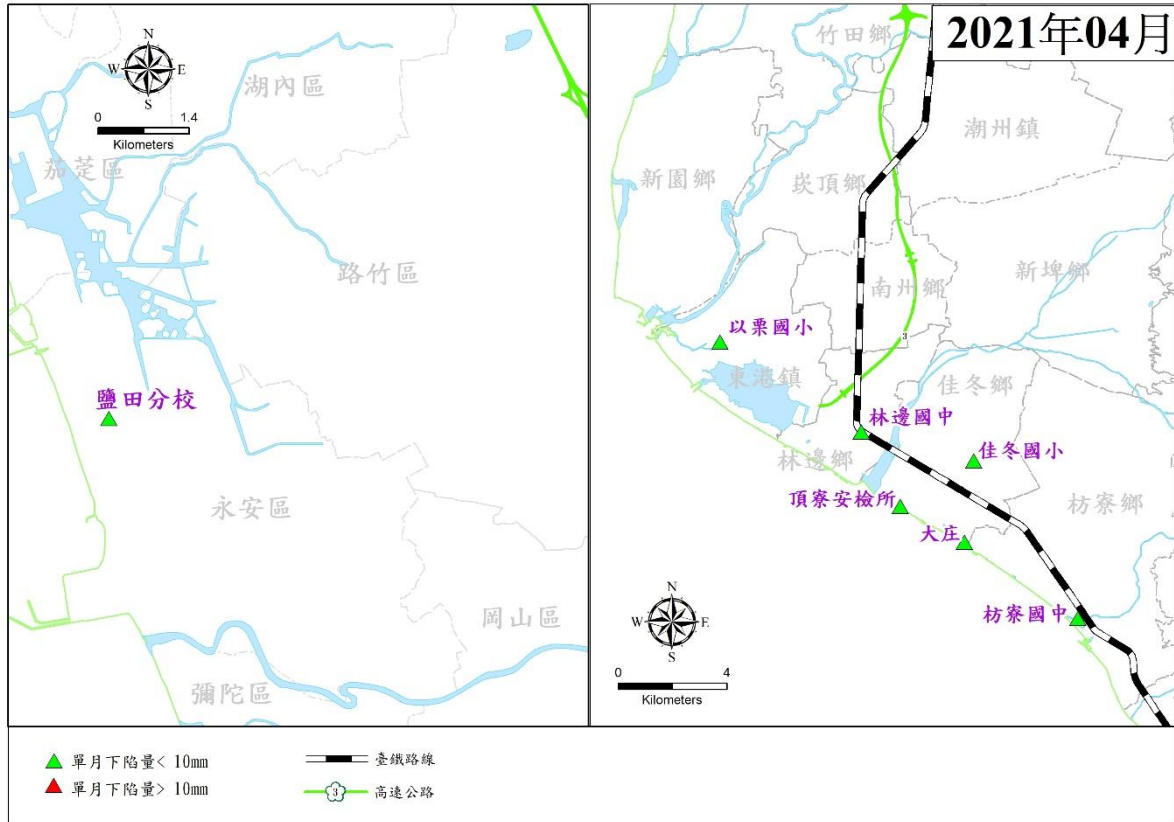 2021年04月
N
W
E
S
0
1.4
Kilometers
湖內區
茄萣區
路竹區
鹽田分校
永安區
岡山區
彌陀區
竹田鄉
潮州鎮
新園鄉
崁頂鄉
新埤鄉
南州鄉
以栗國小
3
東港鎮
佳冬鄉
林邊國中
林邊鄉
佳冬國小
頂寮安檢所
枋寮鄉
大庄
枋寮國中
N
W
E
S
0
4
Kilometers
單月下陷量< 10mm
臺鐵路線
單月下陷量> 10mm
3
高速公路